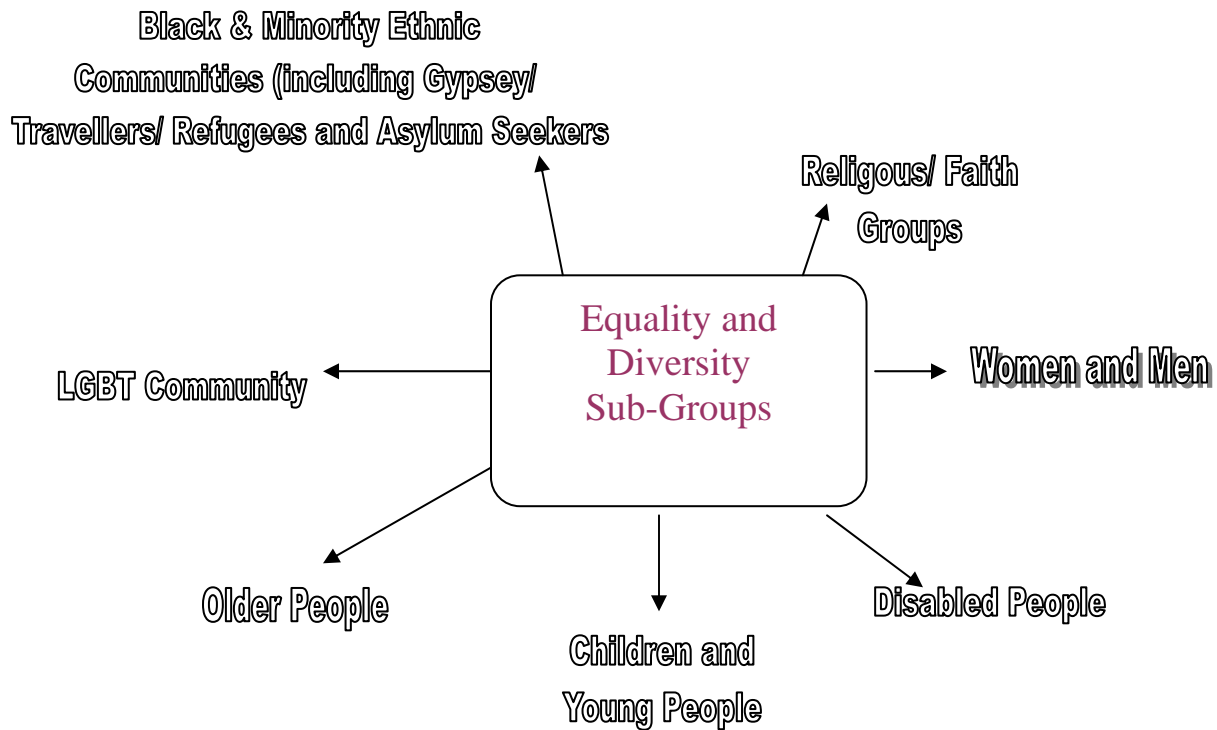 Black & Minority Ethnic
Communities (including Gypsey/
Travellers/ Refugees and Asylum Seekers
Religous/ Faith
Groups
Equality and
Diversity
Sub-Groups
Women and Men
LGBT Community
Older People
Disabled People
Children and
Young People